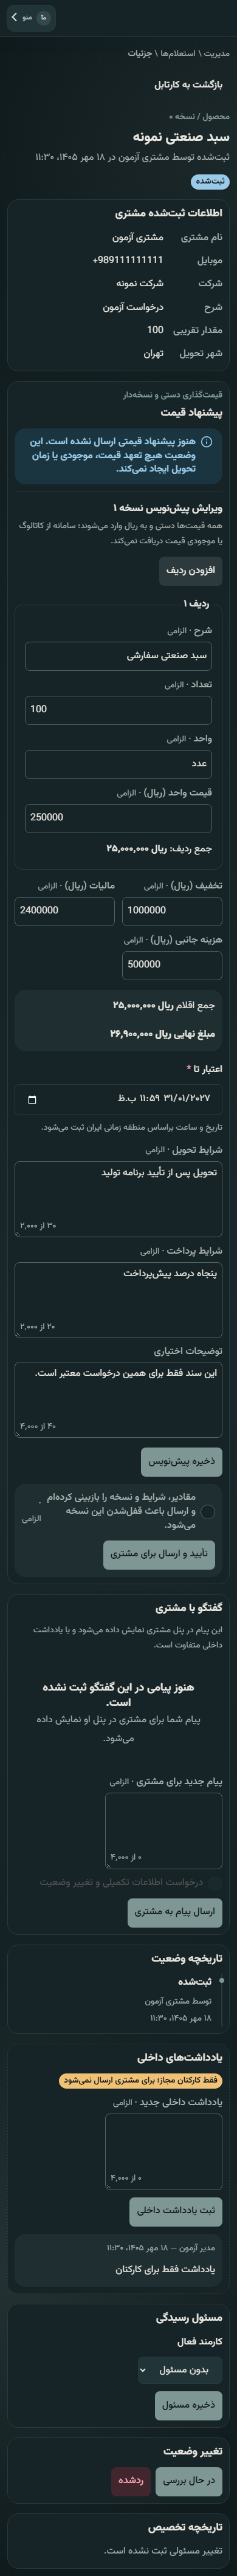 منو
مدیریت \ استعلام‌ها \ جزئیات
بازگشت به کارتابل
محصول / نسخه ۰
سبد صنعتی نمونه
ثبت‌شده توسط مشتری آزمون در ۱۸ مهر ۱۴۰۵، ۱۱:۳۰
ثبت‌شده
اطلاعات ثبت‌شده مشتری
نام مشتری مشتری آزمون
موبایل +989111111111
شرکت شرکت نمونه
شرح درخواست آزمون
مقدار تقریبی 100
شهر تحویل تهران
قیمت‌گذاری دستی و نسخه‌دار
پیشنهاد قیمت
هنوز پیشنهاد قیمتی ارسال نشده است. این
وضعیت هیچ تعهد قیمت، موجودی یا زمان
تحویل ایجاد نمی‌کند.
ویرایش پیش‌نویس نسخه ۱
همه قیمت‌ها دستی و به ریال وارد می‌شوند؛ سامانه از کاتالوگ
یا موجودی قیمت دریافت نمی‌کند.
افزودن ردیف
ردیف ۱
شرح · الزامی
سبد صنعتی سفارشی
تعداد · الزامی
100
واحد · الزامی
عدد
قیمت واحد (ریال) · الزامی
250000
جمع ردیف: ریال ۲۵,۰۰۰,۰۰۰
تخفیف (ریال) · الزامی
1000000
مالیات (ریال) · الزامی
2400000
هزینه جانبی (ریال) · الزامی
500000
جمع اقلام ریال ۲۵,۰۰۰,۰۰۰
مبلغ نهایی ریال ۲۶,۹۰۰,۰۰۰
اعتبار تا *
۳۱/۰۱/۲۰۲۷ ۱۱:۵۹ ب.ظ.
تاریخ و ساعت براساس منطقه زمانی ایران ثبت می‌شود.
شرایط تحویل · الزامی
تحویل پس از تأیید برنامه تولید
۳۰ از ۲,۰۰۰
شرایط پرداخت · الزامی
پنجاه درصد پیش‌پرداخت
۲۰ از ۲,۰۰۰
توضیحات اختیاری
این سند فقط برای همین درخواست معتبر است.
۴۰ از ۴,۰۰۰
ذخیره پیش‌نویس
مقادیر، شرایط و نسخه را بازبینی کرده‌ام
و ارسال باعث قفل‌شدن این نسخه
می‌شود.
· الزامی
تأیید و ارسال برای مشتری
گفتگو با مشتری
این پیام در پنل مشتری نمایش داده می‌شود و با یادداشت
داخلی متفاوت است.
هنوز پیامی در این گفتگو ثبت نشده
است.
پیام شما برای مشتری در پنل او نمایش داده
می‌شود.
پیام جدید برای مشتری · الزامی
۰ از ۴,۰۰۰
درخواست اطلاعات تکمیلی و تغییر وضعیت
ارسال پیام به مشتری
تاریخچه وضعیت
ثبت‌شده
توسط مشتری آزمون
۱۸ مهر ۱۴۰۵، ۱۱:۳۰
یادداشت‌های داخلی
فقط کارکنان مجاز؛ برای مشتری ارسال نمی‌شود
یادداشت داخلی جدید · الزامی
۰ از ۴,۰۰۰
ثبت یادداشت داخلی
مدیر آزمون — ۱۸ مهر ۱۴۰۵، ۱۱:۳۰
یادداشت فقط برای کارکنان
مسئول رسیدگی
کارمند فعال
بدون مسئول
ذخیره مسئول
تغییر وضعیت
در حال بررسی
ردشده
تاریخچه تخصیص
تغییر مسئولی ثبت نشده است.